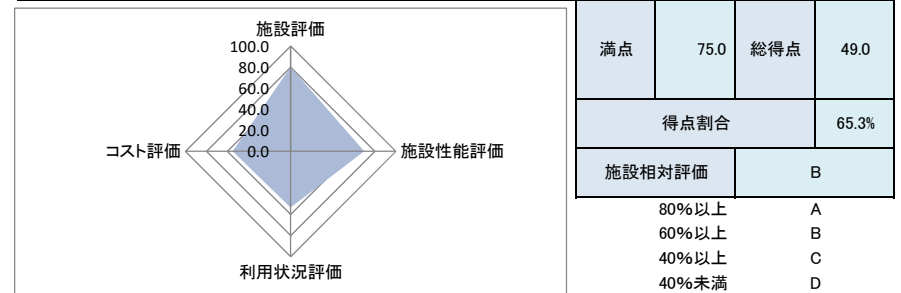 施設評価
100.0
80.0
60.0
40.0
20.0
0.0
コスト評価
施設性能評価
利用状況評価
満点 75.0 総得点 49.0
得点割合 65.3%
施設相対評価 B
80%以上 A
60%以上 B
40%以上 C
40%未満 D